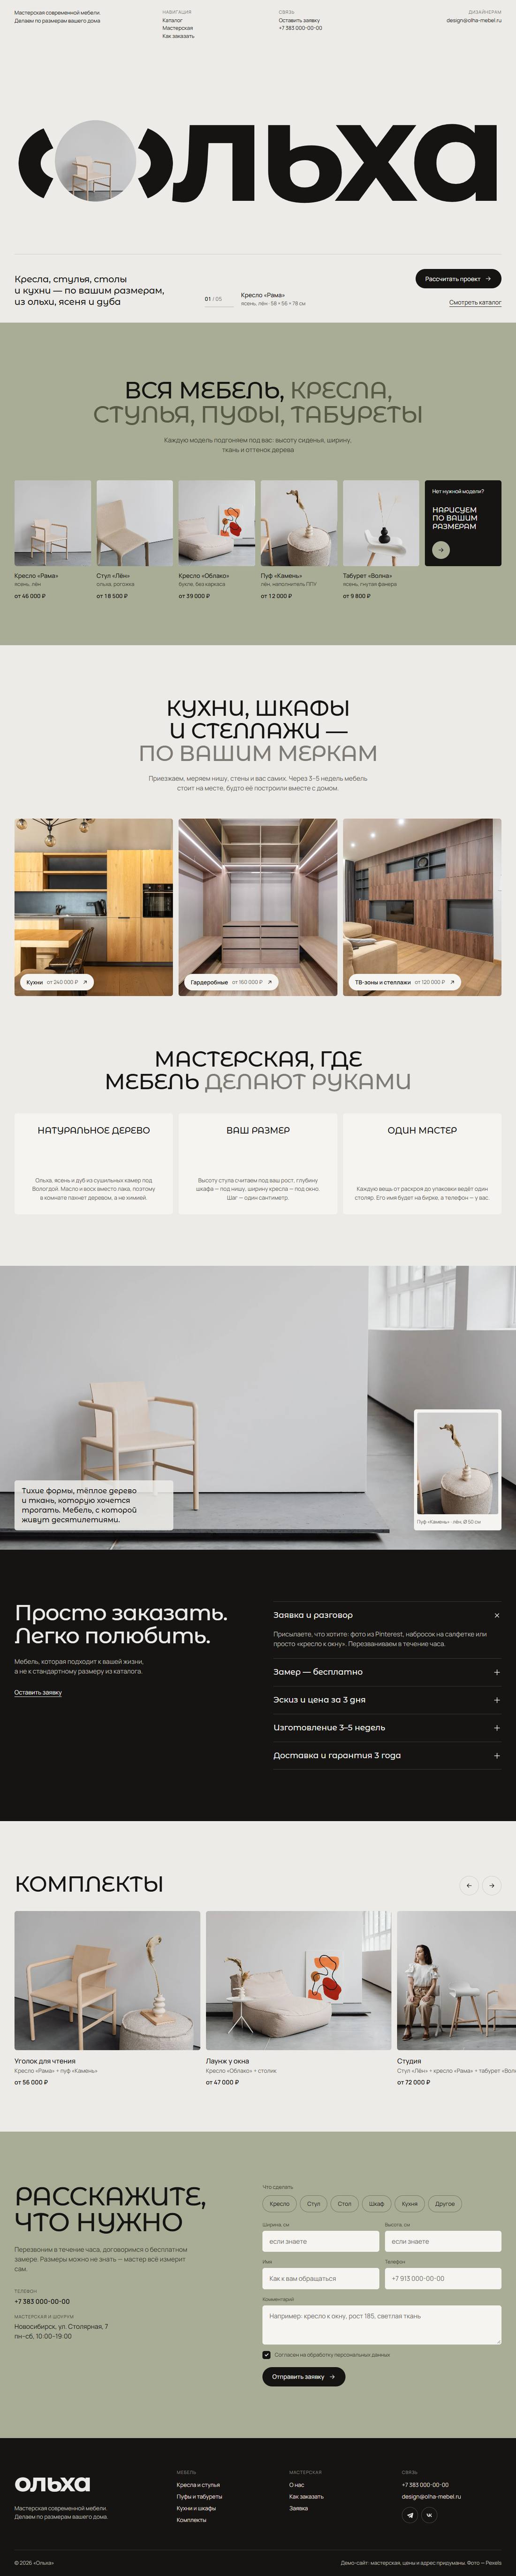 Мастерская современной мебели.
Делаем по размерам вашего дома
НАВИГАЦИЯ
Каталог
Мастерская
Как заказать
СВЯЗЬ
Оставить заявку
+7 383 000-00-00
ДИЗАЙНЕРАМ
design@olha-mebel.ru
ольха
Кресла, стулья, столы
и кухни — по вашим размерам,
из ольхи, ясеня и дуба
01 / 05
Кресло «Рама»
ясень, лён · 58 × 56 × 78 см
Рассчитать проект →
Смотреть каталог
ВСЯ МЕБЕЛЬ, КРЕСЛА,
СТУЛЬЯ, ПУФЫ, ТАБУРЕТЫ
Каждую модель подгоняем под вас: высоту сиденья, ширину,
ткань и оттенок дерева
Кресло «Рама»
ясень, лён
от 46 000 ₽
Стул «Лён»
ольха, рогожка
от 18 500 ₽
Кресло «Облако»
букле, без каркаса
от 39 000 ₽
Пуф «Камень»
лён, наполнитель ППУ
от 12 000 ₽
Табурет «Волна»
ясень, гнутая фанера
от 9 800 ₽
Нет нужной модели?
НАРИСУЕМ
ПО ВАШИМ
РАЗМЕРАМ
→
КУХНИ, ШКАФЫ
И СТЕЛЛАЖИ —
ПО ВАШИМ МЕРКАМ
Приезжаем, меряем нишу, стены и вас самих. Через 3–5 недель мебель
стоит на месте, будто её построили вместе с домом.
Кухни от 240 000 ₽ ↗
Гардеробные от 160 000 ₽ ↗
ТВ-зоны и стеллажи от 120 000 ₽ ↗
МАСТЕРСКАЯ, ГДЕ
МЕБЕЛЬ ДЕЛАЮТ РУКАМИ
НАТУРАЛЬНОЕ ДЕРЕВО
Ольха, ясень и дуб из сушильных камер под
Вологдой. Масло и воск вместо лака, поэтому
в комнате пахнет деревом, а не химией.
ВАШ РАЗМЕР
Высоту стула считаем под ваш рост, глубину
шкафа — под нишу, ширину кресла — под окно.
Шаг — один сантиметр.
ОДИН МАСТЕР
Каждую вещь от раскроя до упаковки ведёт один
столяр. Его имя будет на бирке, а телефон — у вас.
Тихие формы, тёплое дерево
и ткань, которую хочется
трогать. Мебель, с которой
живут десятилетиями.
Пуф «Камень» · лён, Ø 50 см
Просто заказать.
Легко полюбить.
Мебель, которая подходит к вашей жизни,
а не к стандартному размеру из каталога.
Оставить заявку
Заявка и разговор
Присылаете, что хотите: фото из Pinterest, набросок на салфетке или
просто «кресло к окну». Перезваниваем в течение часа.
Замер — бесплатно
Эскиз и цена за 3 дня
Изготовление 3–5 недель
Доставка и гарантия 3 года
КОМПЛЕКТЫ
← →
Уголок для чтения
Кресло «Рама» + пуф «Камень»
от 56 000 ₽
Лаунж у окна
Кресло «Облако» + столик
от 47 000 ₽
Студия
Стул «Лён» + кресло «Рама» + табурет «Вол
от 72 000 ₽
РАССКАЖИТЕ,
ЧТО НУЖНО
Перезвоним в течение часа, договоримся о бесплатном
замере. Размеры можно не знать — мастер всё измерит
сам.
ТЕЛЕФОН
+7 383 000-00-00
МАСТЕРСКАЯ И ШОУРУМ
Новосибирск, ул. Столярная, 7
пн–сб, 10:00–19:00
Что сделать
Кресло
Стул
Стол
Шкаф
Кухня
Другое
Ширина, см
если знаете
Высота, см
если знаете
Имя
Как к вам обращаться
Телефон
+7 913 000-00-00
Комментарий
Например: кресло к окну, рост 185, светлая ткань
Согласен на обработку персональных данных
Отправить заявку →
ольха
Мастерская современной мебели.
Делаем по размерам вашего дома.
МЕБЕЛЬ
Кресла и стулья
Пуфы и табуреты
Кухни и шкафы
Комплекты
МАСТЕРСКАЯ
О нас
Как заказать
Заявка
СВЯЗЬ
+7 383 000-00-00
design@olha-mebel.ru
© 2026 «Ольха»
Демо-сайт: мастерская, цены и адрес придуманы. Фото — Pexels